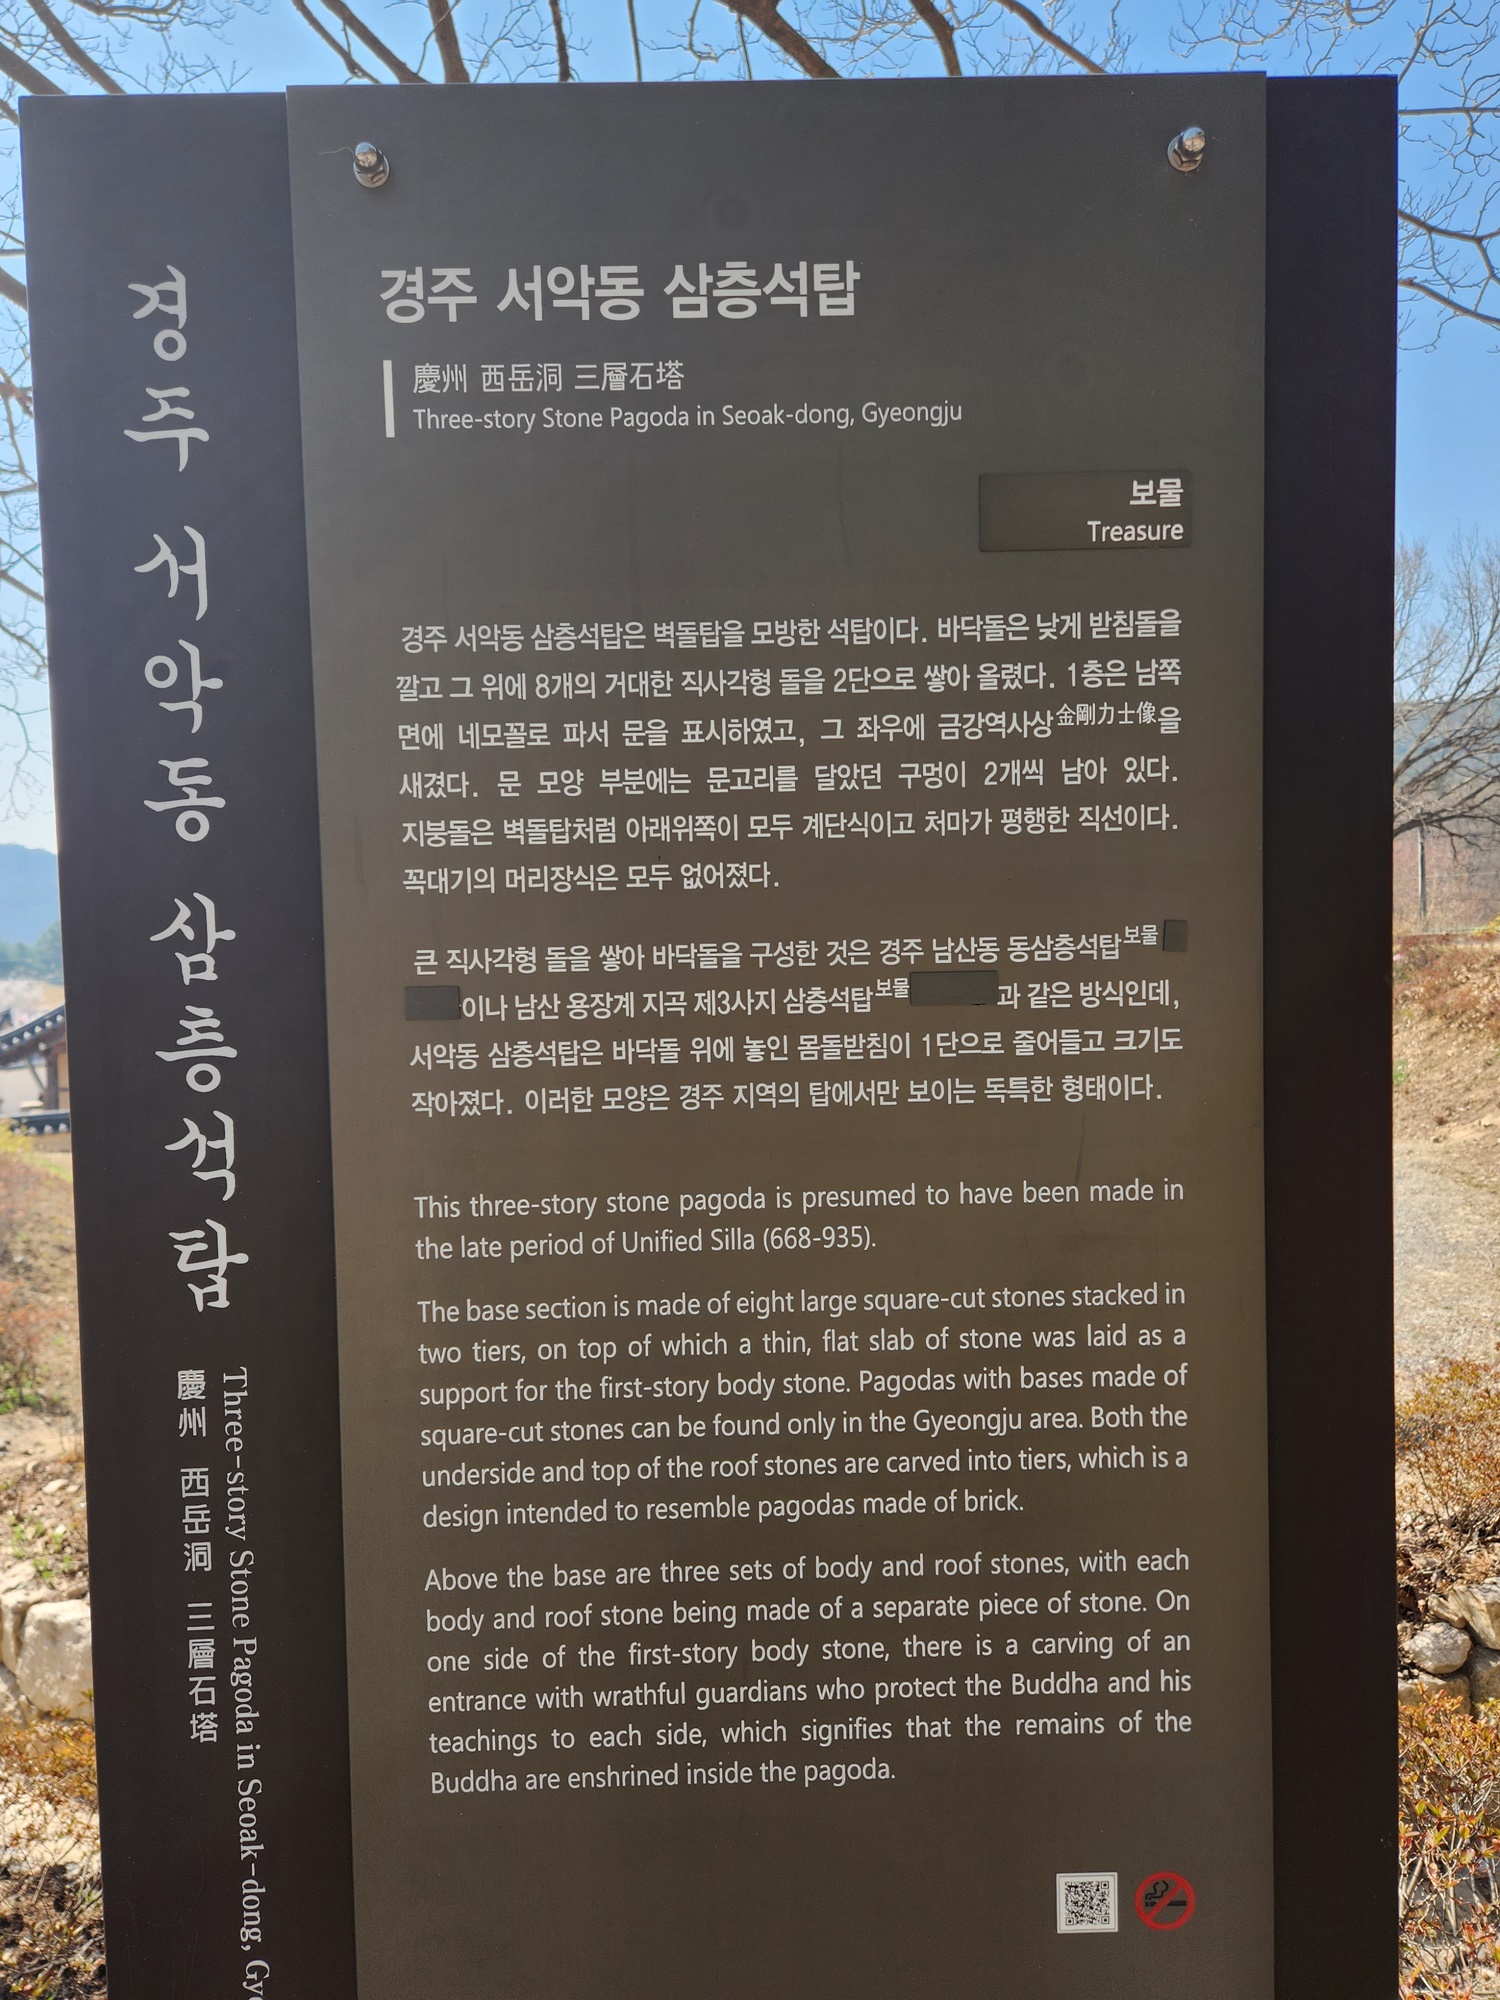 경주 서악동 삼층석탑
慶州 西岳洞 三層石塔
Three-story Stone Pagoda in Seoak-dong, Gye
경주 서악동 삼층석탑
慶州 西岳洞 三層石塔
Three-story Stone Pagoda in Seoak-dong, Gyeongju
보물
Treasure
경주 서악동 삼층석탑은 벽돌탑을 모방한 석탑이다. 바닥돌은 낮게 받침돌을
깔고 그 위에 8개의 거대한 직사각형 돌을 2단으로 쌓아 올렸다. 1층은 남쪽
면에 네모꼴로 파서 문을 표시하였고, 그 좌우에 금강역사상金剛力士像을
새겼다. 문 모양 부분에는 문고리를 달았던 구멍이 2개씩 남아 있다.
지붕돌은 벽돌탑처럼 아래위쪽이 모두 계단식이고 처마가 평행한 직선이다.
꼭대기의 머리장식은 모두 없어졌다.
큰 직사각형 돌을 쌓아 바닥돌을 구성한 것은 경주 남산동 동삼층석탑보물
이나 남산 용장계 지곡 제3사지 삼층석탑보물 과 같은 방식인데,
서악동 삼층석탑은 바닥돌 위에 놓인 몸돌받침이 1단으로 줄어들고 크기도
작아졌다. 이러한 모양은 경주 지역의 탑에서만 보이는 독특한 형태이다.
This three-story stone pagoda is presumed to have been made in
the late period of Unified Silla (668-935).
The base section is made of eight large square-cut stones stacked in
two tiers, on top of which a thin, flat slab of stone was laid as a
support for the first-story body stone. Pagodas with bases made of
square-cut stones can be found only in the Gyeongju area. Both the
underside and top of the roof stones are carved into tiers, which is a
design intended to resemble pagodas made of brick.
Above the base are three sets of body and roof stones, with each
body and roof stone being made of a separate piece of stone. On
one side of the first-story body stone, there is a carving of an
entrance with wrathful guardians who protect the Buddha and his
teachings to each side, which signifies that the remains of the
Buddha are enshrined inside the pagoda.